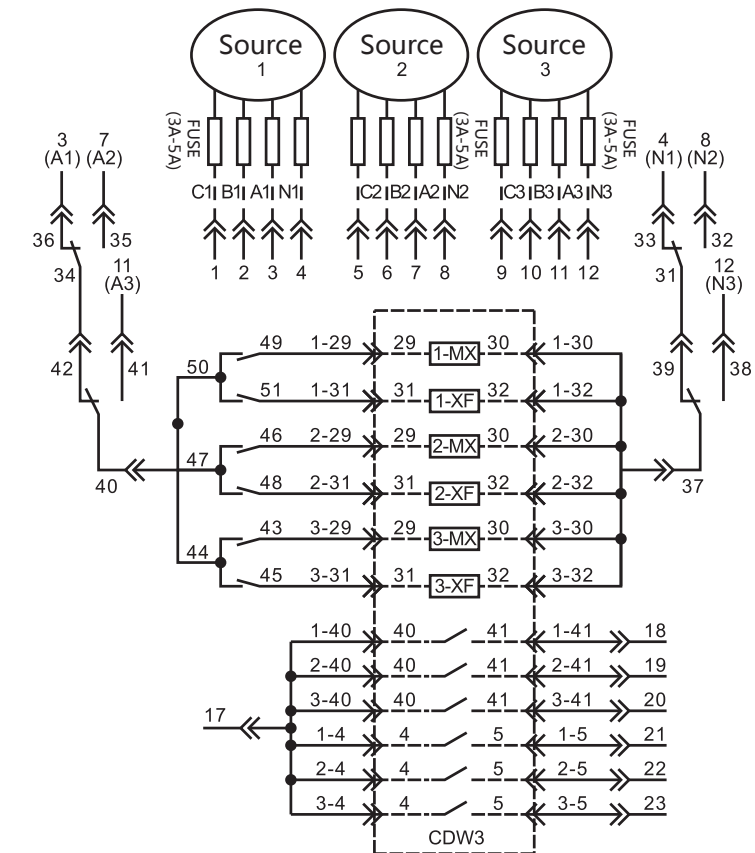 Source Source Source
1 2 3
FUSE (3A-5A)
FUSE (3A-5A)
FUSE (3A-5A)
3 7
(A1) (A2)
4 8
(N1) (N2)
C1 B1 A1 N1 C2 B2 A2 N2 C3 B3 A3 N3
36 35 33 32
34 11 1 2 3 4 5 6 7 8 9 10 11 12 31 12
(A3) (N3)
42 41 39 38
49 1-29 29 1-MX 30 1-30
50
51 1-31 31 1-XF 32 1-32
46 2-29 29 2-MX 30 2-30
47
40 37
48 2-31 31 2-XF 32 2-32
43 3-29 29 3-MX 30 3-30
44
45 3-31 31 3-XF 32 3-32
1-40 40 41 1-41 18
2-40 40 41 2-41 19
3-40 40 41 3-41 20
17
1-4 4 5 1-5 21
2-4 4 5 2-5 22
3-4 4 5 3-5 23
CDW3